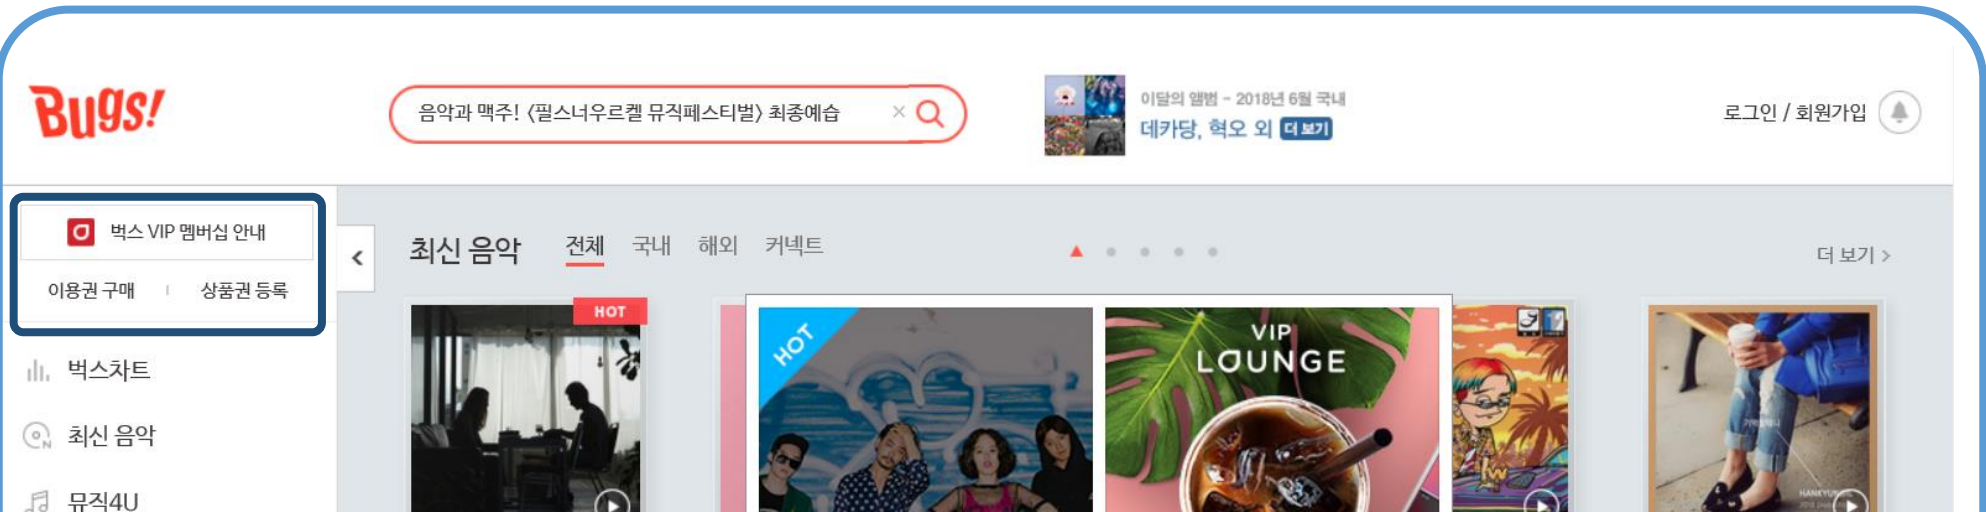 Bugs!
음악과 맥주! 〈필스너우르켈 뮤직페스티벌〉 최종예습
이달의 앨범 - 2018년 6월 국내
데카당, 혁오 외 더보기
로그인 / 회원가입
벅스 VIP 멤버십 안내
이용권 구매
상품권 등록
최신 음악
전체 국내 해외 커넥트
더 보기
벅스차트
최신 음악
뮤직4U
HOT
HOT
VIP
LOUNGE